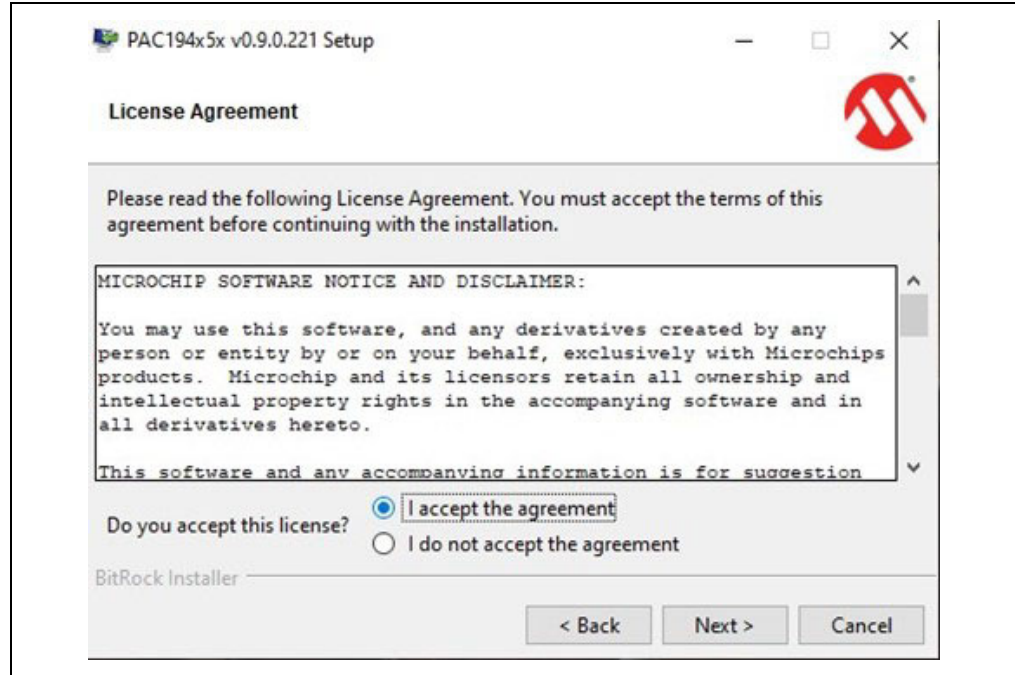 PAC194x5x v0.9.0.221 Setup
License Agreement
Please read the following License Agreement. You must accept the terms of this
agreement before continuing with the installation.
MICROCHIP SOFTWARE NOTICE AND DISCLAIMER:
You may use this software, and any derivatives created by any
person or entity by or on your behalf, exclusively with Microchips
products.  Microchip and its licensors retain all ownership and
intellectual property rights in the accompanying software and in
all derivatives hereto.
This software and any accompanying information is for suggestion
Do you accept this license?
I accept the agreement
I do not accept the agreement
BitRock Installer
< Back
Next >
Cancel